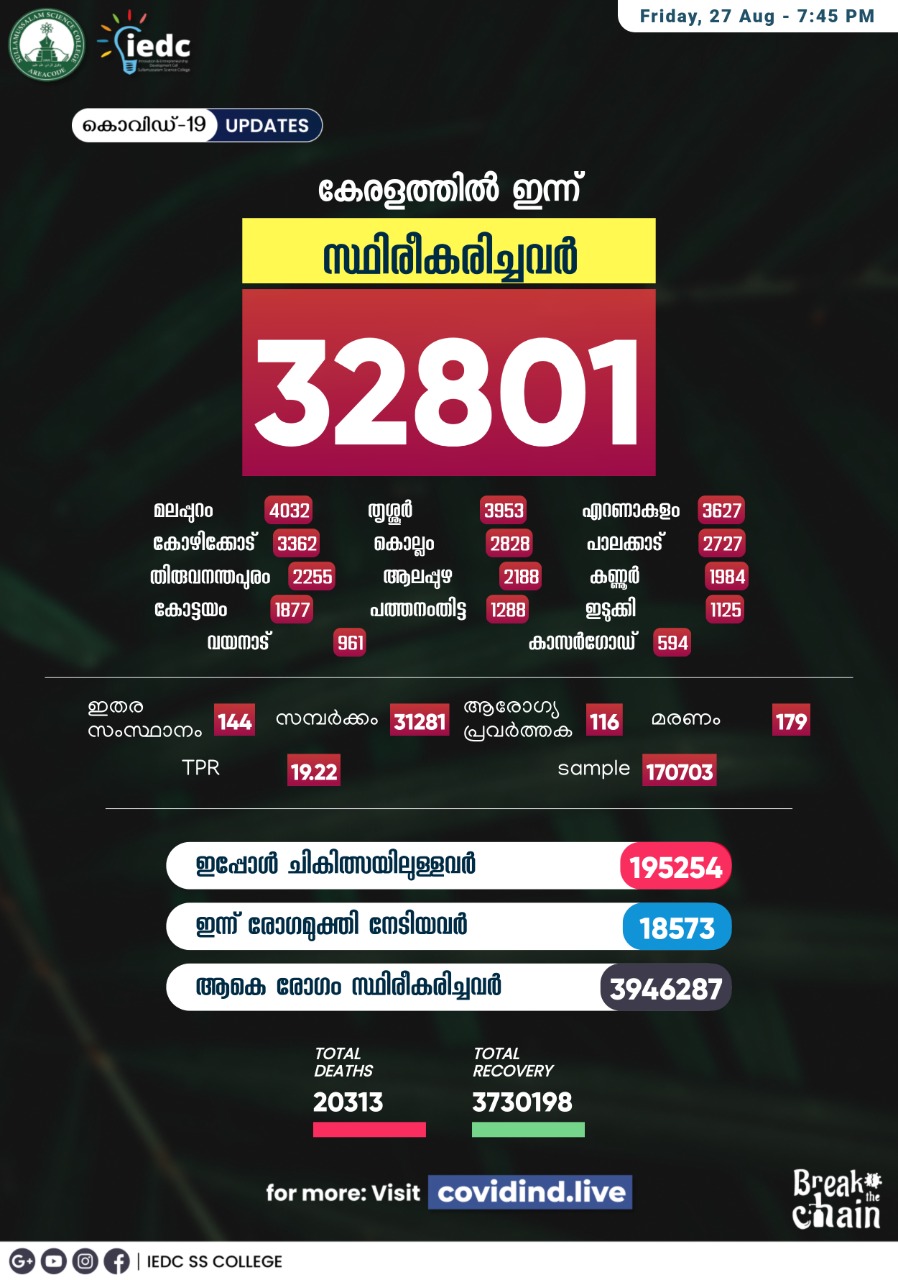 Friday, 27 Aug - 7:45 PM
SULLAMUSSALAM SCIENCE COLLEGE
AREACODE
iedc
കൊവിഡ്-19 UPDATES
കേരളത്തിൽ ഇന്ന്
സ്ഥിരീകരിച്ചവർ
32801
മലപ്പുറം 4032 തൃശ്ശൂർ 3953 എറണാകുളം 3627
കോഴിക്കോട് 3362 കൊല്ലം 2828 പാലക്കാട് 2727
തിരുവനന്തപുരം 2255 ആലപ്പുഴ 2188 കണ്ണൂർ 1984
കോട്ടയം 1877 പത്തനംതിട്ട 1288 ഇടുക്കി 1125
വയനാട് 961 കാസർഗോഡ് 594
ഇതര
സംസ്ഥാനം 144 സമ്പർക്കം 31281 ആരോഗ്യ
പ്രവർത്തക 116 മരണം 179
TPR 19.22 sample 170703
ഇപ്പോൾ ചികിത്സയിലുള്ളവർ 195254
ഇന്ന് രോഗമുക്തി നേടിയവർ 18573
ആകെ രോഗം സ്ഥിരീകരിച്ചവർ 3946287
TOTAL
DEATHS
20313
TOTAL
RECOVERY
3730198
for more: Visit covidind.live
Break
the
chain
G+ f | IEDC SS COLLEGE